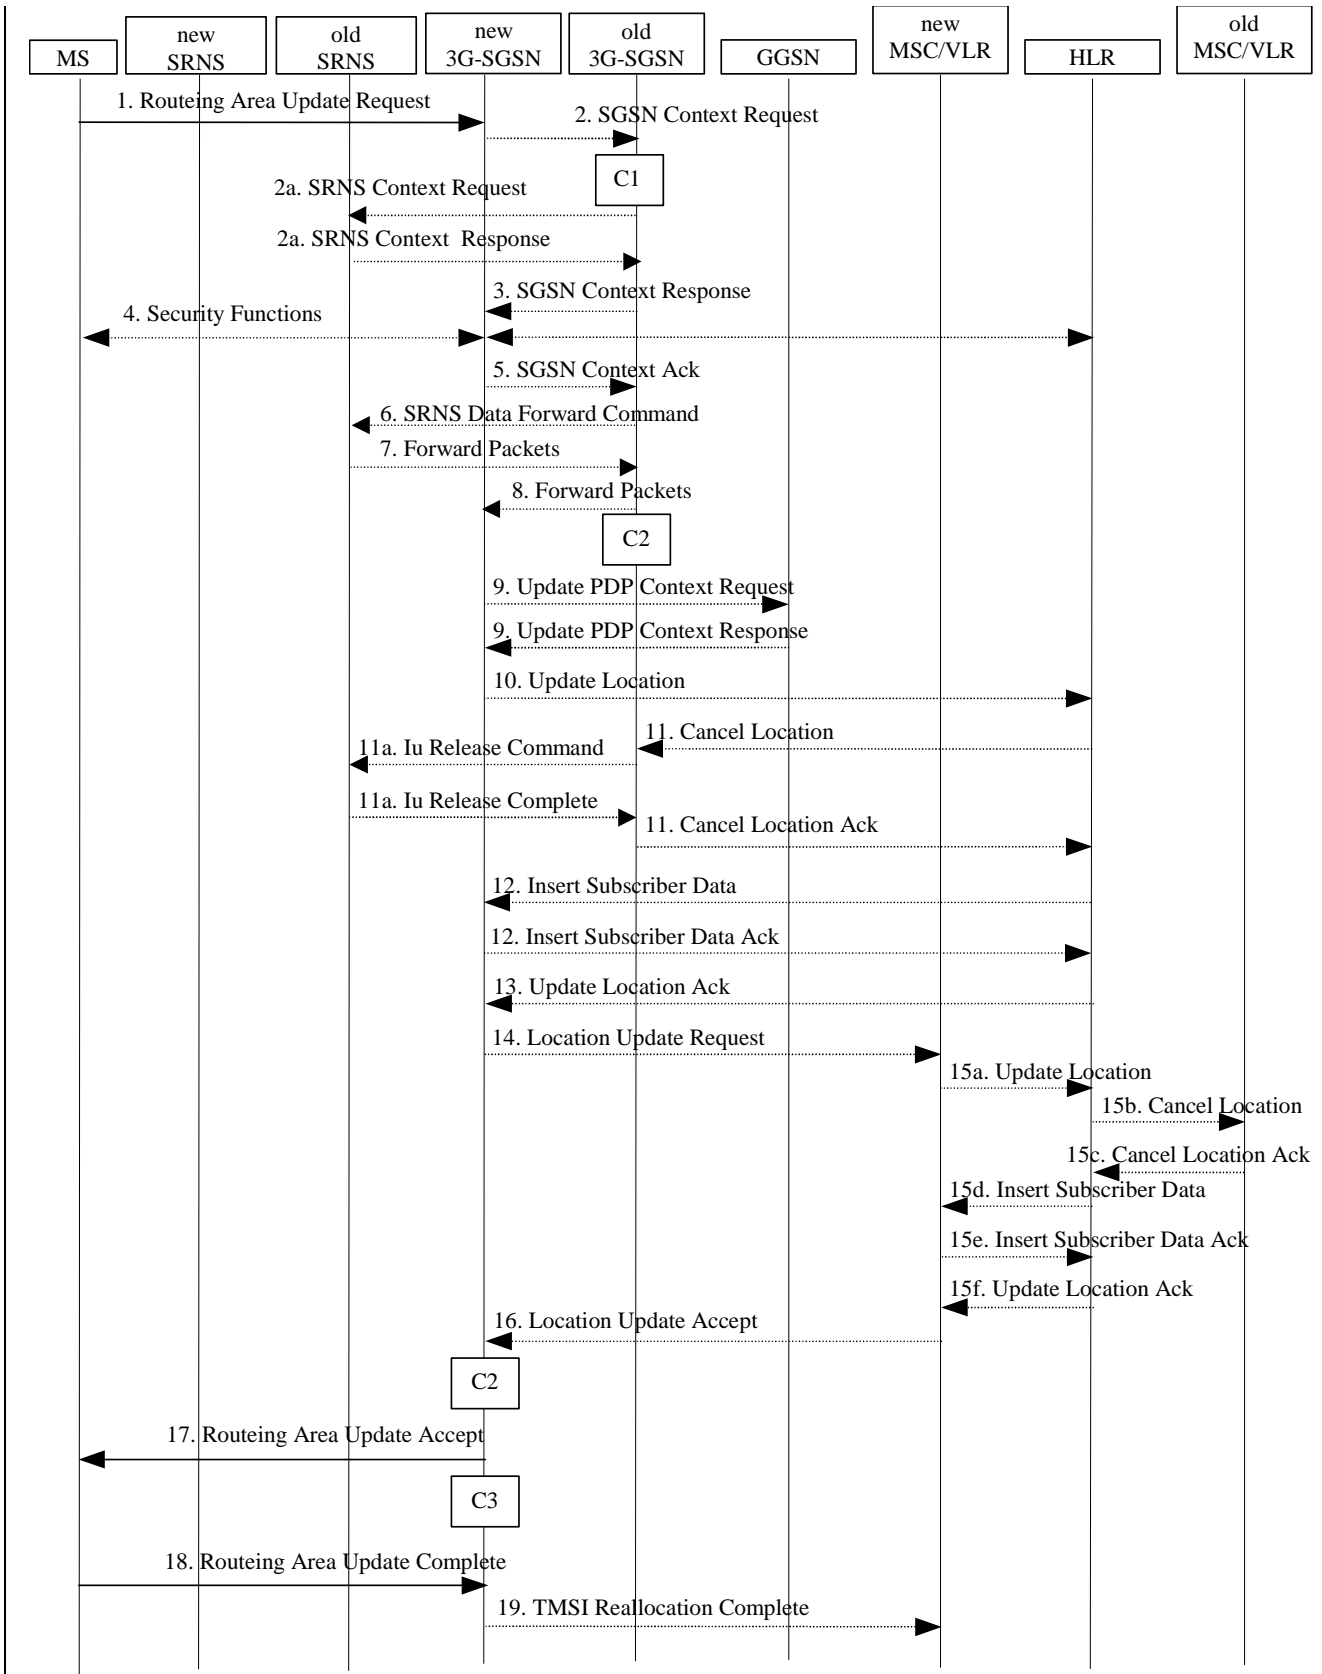 MS
new
SRNS
old
SRNS
new
3G-SGSN
old
3G-SGSN
GGSN
new
MSC/VLR
HLR
old
MSC/VLR
1. Routeing Area Update Request
2. SGSN Context Request
C1
2a. SRNS Context Request
2a. SRNS Context Response
3. SGSN Context Response
4. Security Functions
5. SGSN Context Ack
6. SRNS Data Forward Command
7. Forward Packets
8. Forward Packets
C2
9. Update PDP Context Request
9. Update PDP Context Response
10. Update Location
11. Cancel Location
11a. Iu Release Command
11a. Iu Release Complete
11. Cancel Location Ack
12. Insert Subscriber Data
12. Insert Subscriber Data Ack
13. Update Location Ack
14. Location Update Request
15a. Update Location
15b. Cancel Location
15c. Cancel Location Ack
15d. Insert Subscriber Data
15e. Insert Subscriber Data Ack
15f. Update Location Ack
16. Location Update Accept
C2
17. Routeing Area Update Accept
C3
18. Routeing Area Update Complete
19. TMSI Reallocation Complete